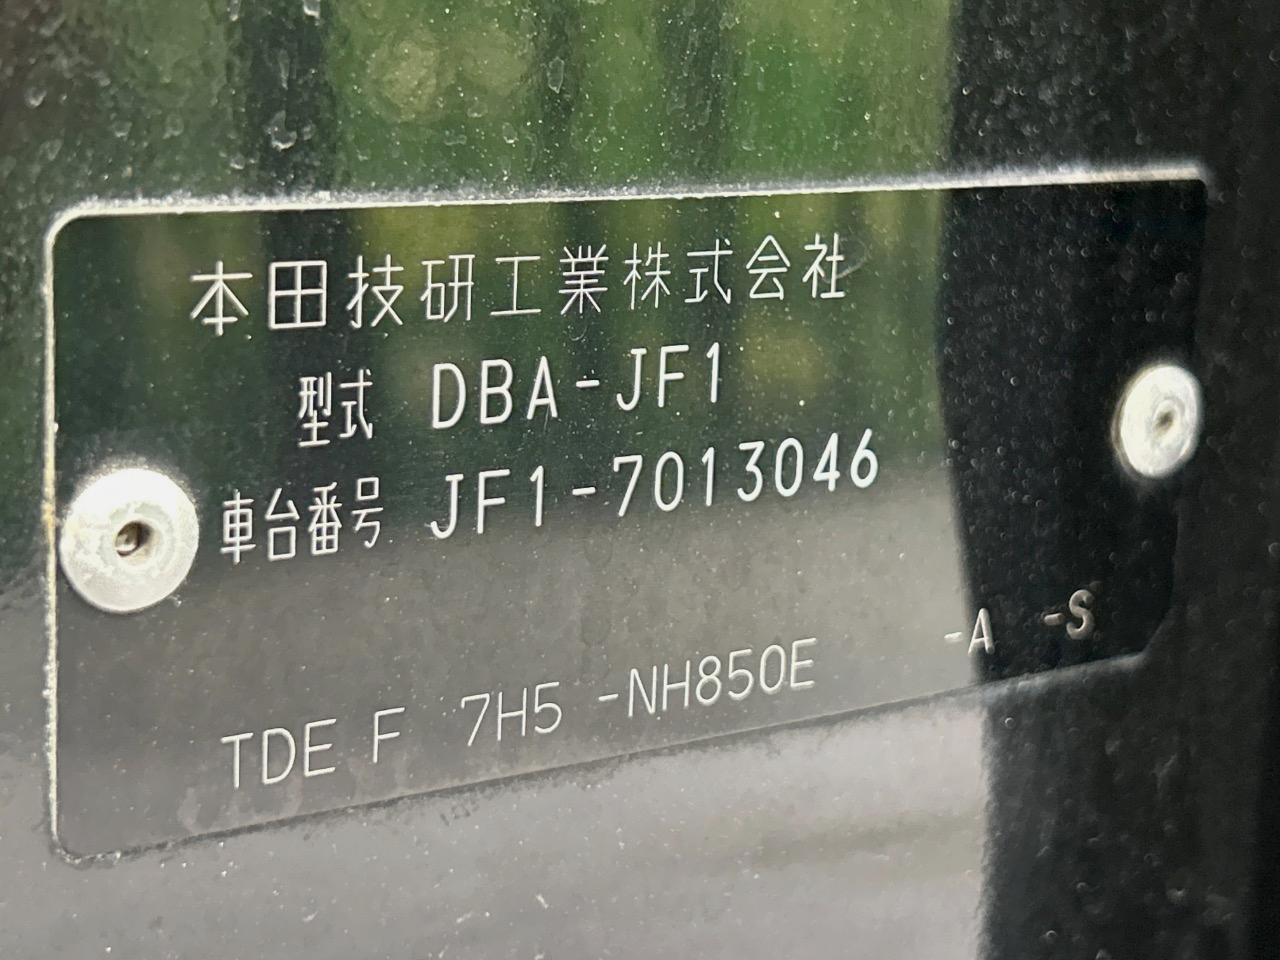 本田技研工業株式会社
型式 DBA-JF1
車台番号 JF1-7013046
TDE F 7H5 -NH850E -A -S